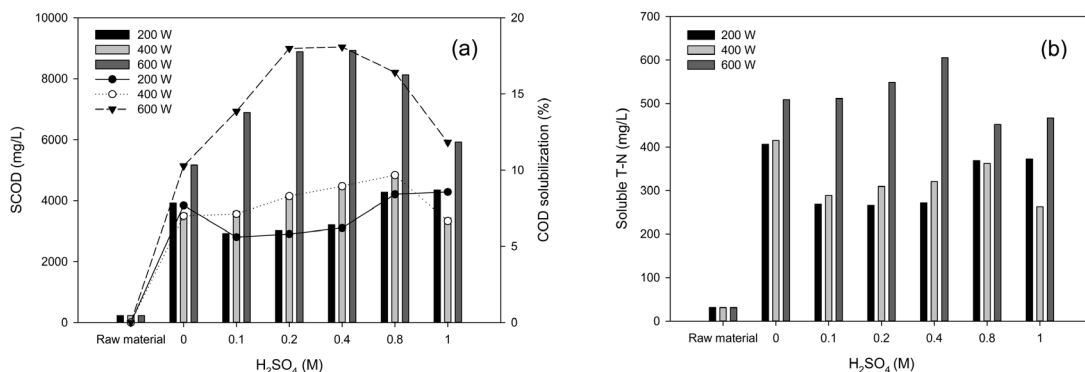 (a)
200 W
400 W
600 W
200 W
400 W
600 W
SCOD (mg/L)
10000
8000
6000
4000
2000
0
COD solubilization (%)
20
15
10
5
0
Raw material 0 0.1 0.2 0.4 0.8 1
H₂SO₄ (M)
(b)
200 W
400 W
600 W
Soluble T-N (mg/L)
700
600
500
400
300
200
100
0
Raw material 0 0.1 0.2 0.4 0.8 1
H₂SO₄ (M)